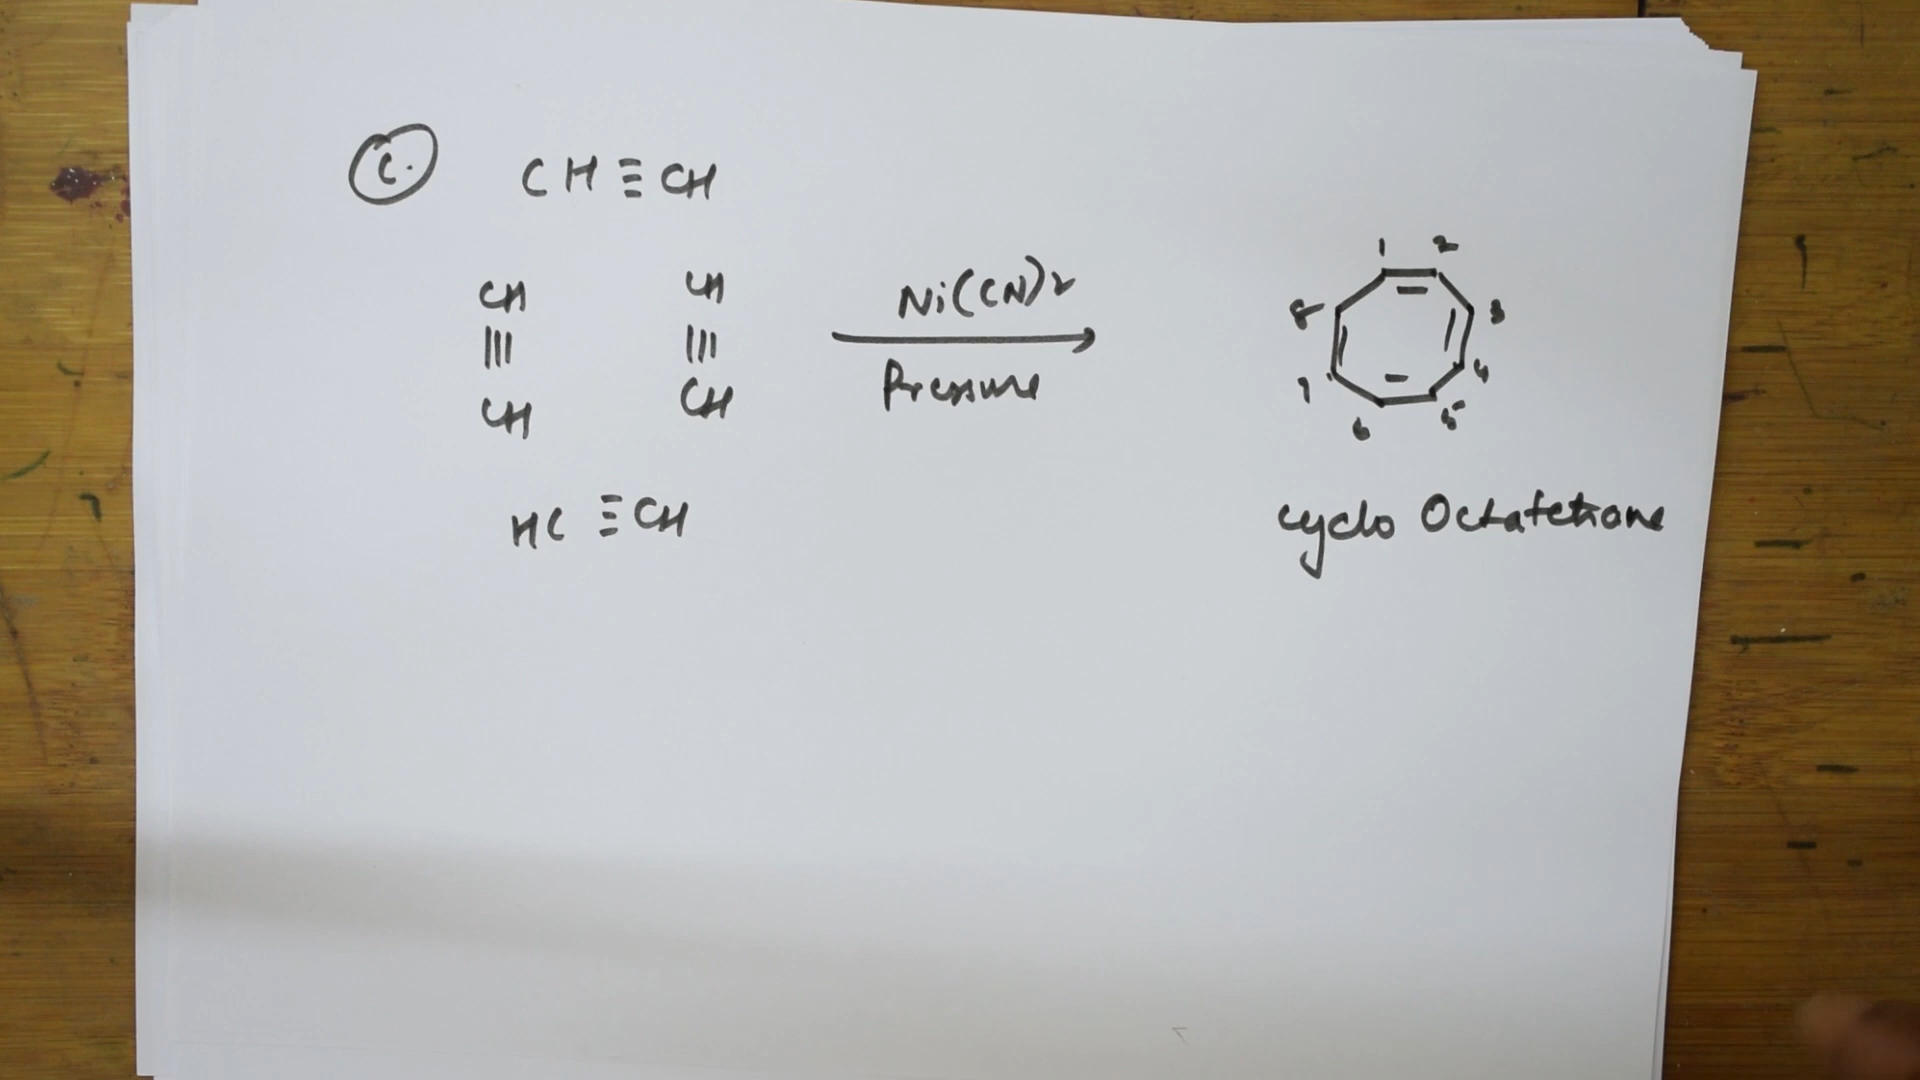 C.
CH≡CH
CH CH
||| |||
CH CH
HC≡CH
Ni(CN)2
Pressure
1 2
8 3
7 4
6 5
cyclo Octatetrane